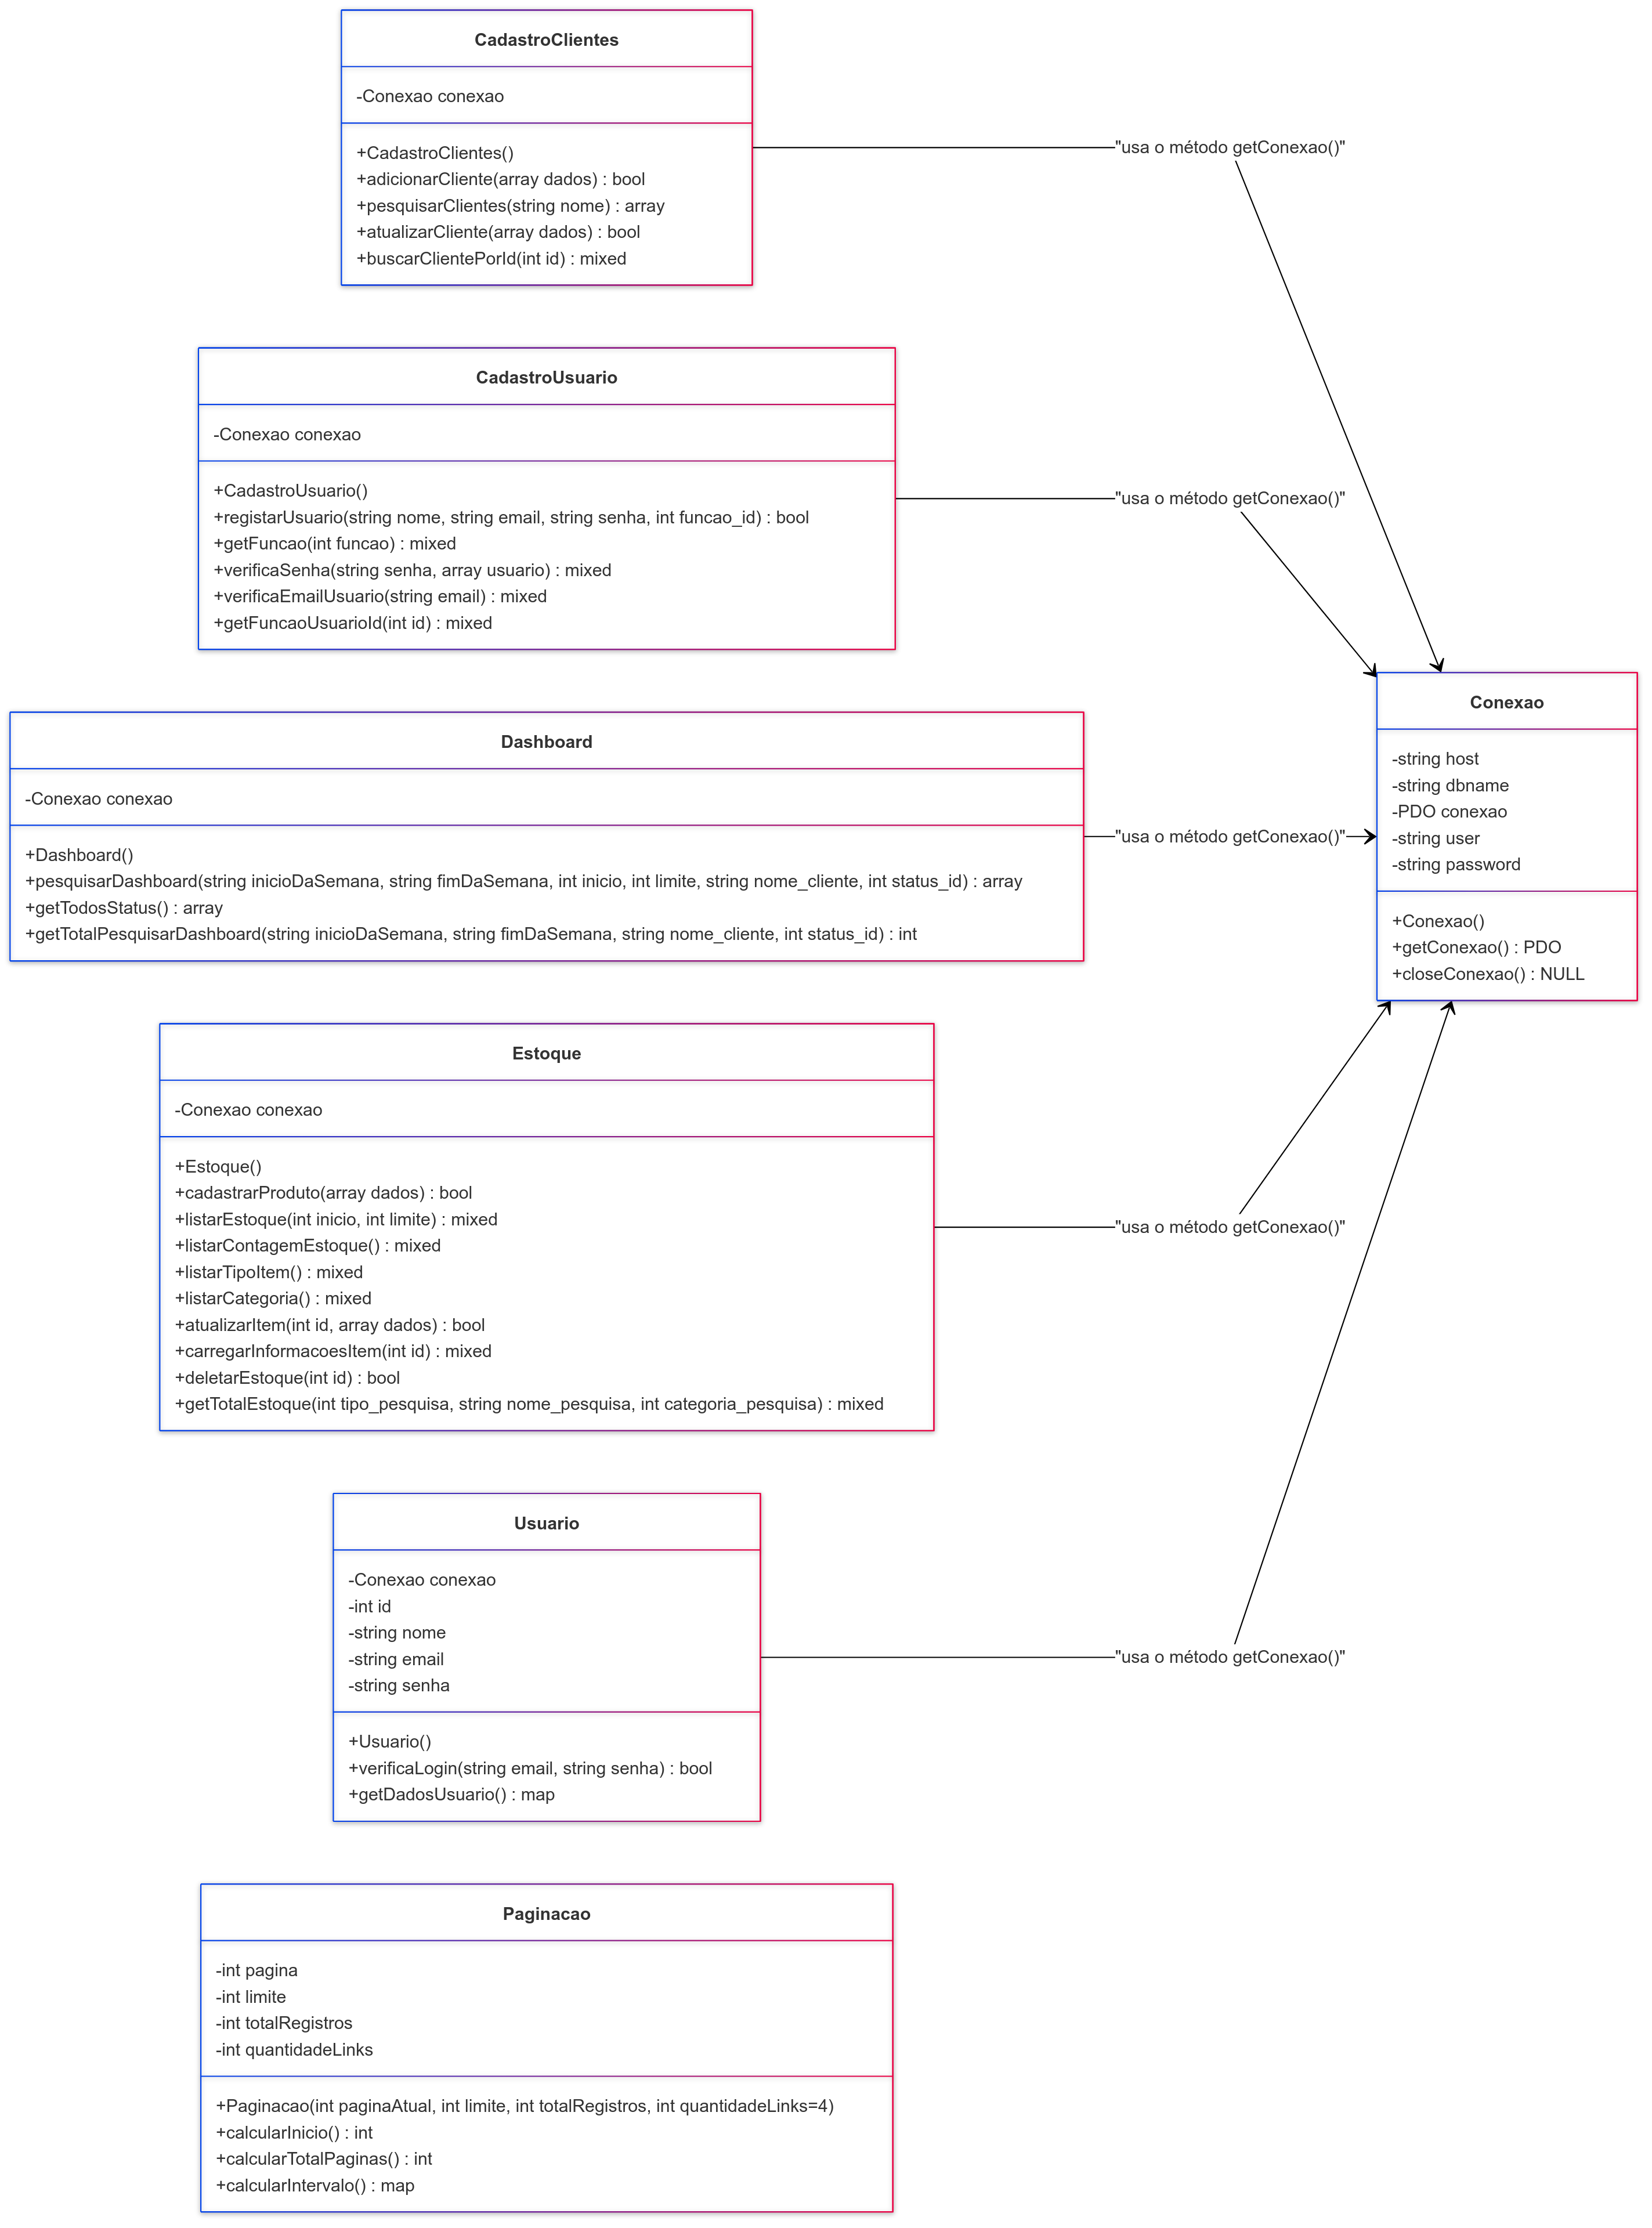 CadastroClientes
-Conexao conexao
+CadastroClientes()
+adicionarCliente(array dados) : bool
+pesquisarClientes(string nome) : array
+atualizarCliente(array dados) : bool
+buscarClientePorId(int id) : mixed
"usa o método getConexao()"
CadastroUsuario
-Conexao conexao
+CadastroUsuario()
+registarUsuario(string nome, string email, string senha, int funcao_id) : bool
+getFuncao(int funcao) : mixed
+verificaSenha(string senha, array usuario) : mixed
+verificaEmailUsuario(string email) : mixed
+getFuncaoUsuarioId(int id) : mixed
"usa o método getConexao()"
Dashboard
-Conexao conexao
+Dashboard()
+pesquisarDashboard(string inicioDaSemana, string fimDaSemana, int inicio, int limite, string nome_cliente, int status_id) : array
+getTodosStatus() : array
+getTotalPesquisarDashboard(string inicioDaSemana, string fimDaSemana, string nome_cliente, int status_id) : int
"usa o método getConexao()"
Conexao
-string host
-string dbname
-PDO conexao
-string user
-string password
+Conexao()
+getConexao() : PDO
+closeConexao() : NULL
Estoque
-Conexao conexao
+Estoque()
+cadastrarProduto(array dados) : bool
+listarEstoque(int inicio, int limite) : mixed
+listarContagemEstoque() : mixed
+listarTipoItem() : mixed
+listarCategoria() : mixed
+atualizarItem(int id, array dados) : bool
+carregarInformacoesItem(int id) : mixed
+deletarEstoque(int id) : bool
+getTotalEstoque(int tipo_pesquisa, string nome_pesquisa, int categoria_pesquisa) : mixed
"usa o método getConexao()"
Usuario
-Conexao conexao
-int id
-string nome
-string email
-string senha
+Usuario()
+verificaLogin(string email, string senha) : bool
+getDadosUsuario() : map
"usa o método getConexao()"
Paginacao
-int pagina
-int limite
-int totalRegistros
-int quantidadeLinks
+Paginacao(int paginaAtual, int limite, int totalRegistros, int quantidadeLinks=4)
+calcularInicio() : int
+calcularTotalPaginas() : int
+calcularIntervalo() : map